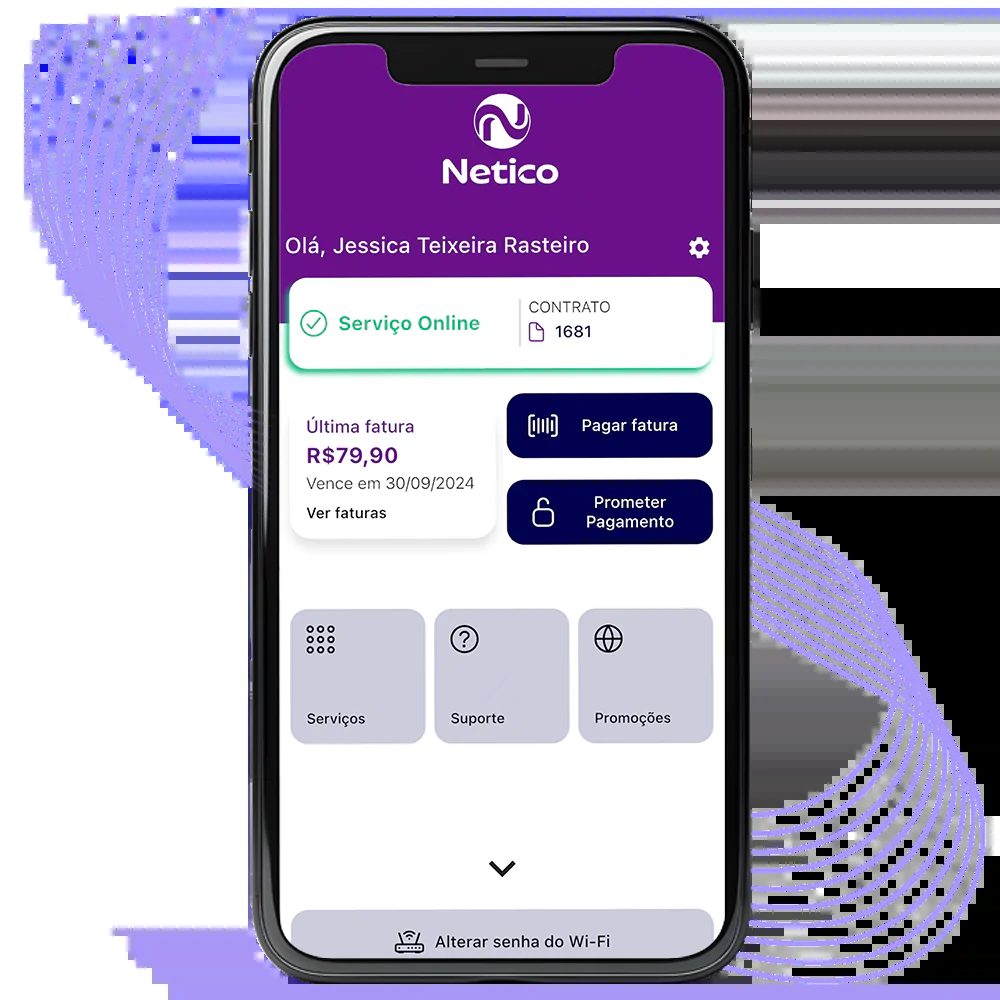 Netico
Olá, Jessica Teixeira Rasteiro
Serviço Online
CONTRATO
1681
Última fatura
R$79,90
Vence em 30/09/2024
Ver faturas
Pagar fatura
Prometer
Pagamento
Serviços
Suporte
Promoções
Alterar senha do Wi-Fi